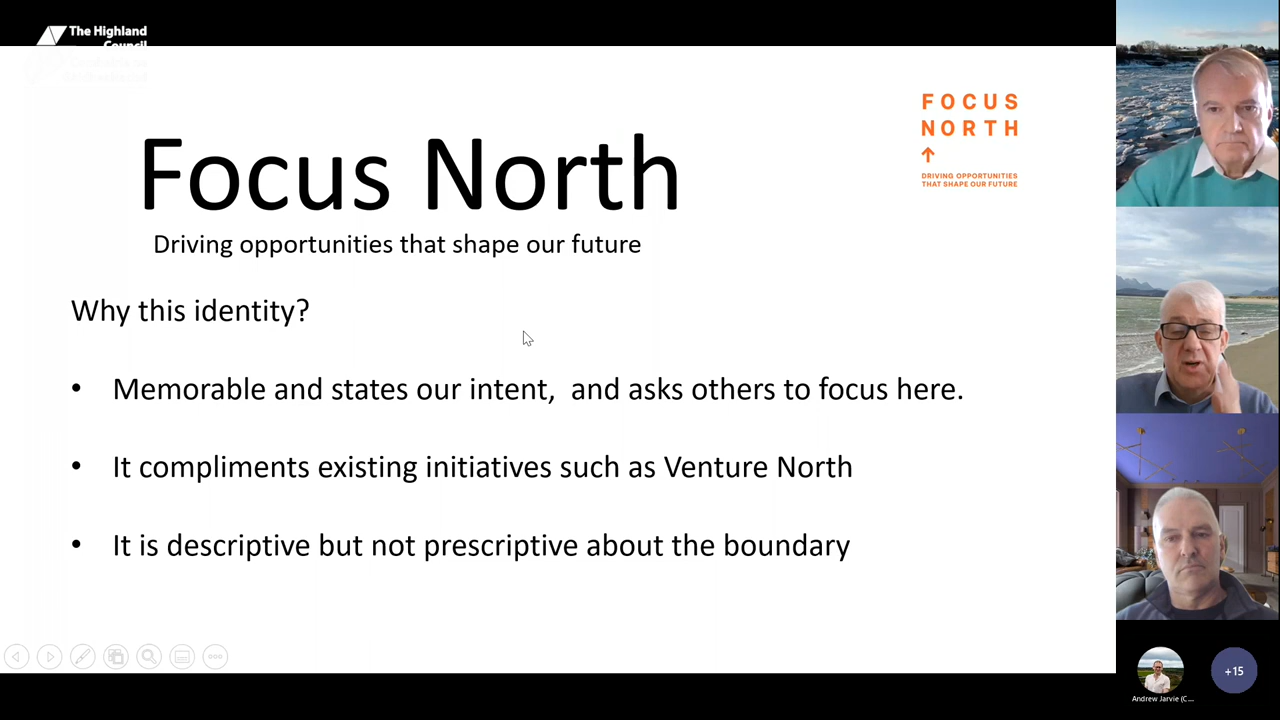 The Highland
Council
FOCUS
NORTH
DRIVING OPPORTUNITIES
THAT SHAPE OUR FUTURE
Focus North
Driving opportunities that shape our future
Why this identity?
• Memorable and states our intent,  and asks others to focus here.
• It compliments existing initiatives such as Venture North
• It is descriptive but not prescriptive about the boundary
Andrew Jarvie (C...
+15